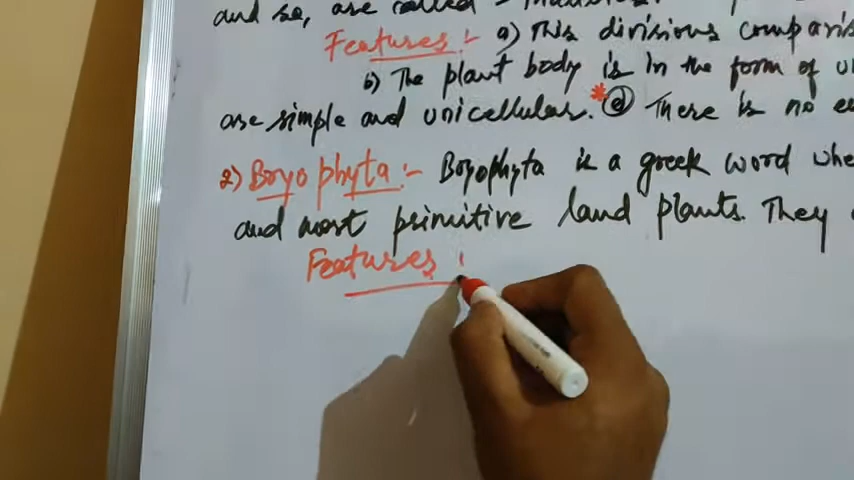 and so, are called
Features :- a) This divisions comparis
b) The plant body is in the form of
are simple and unicellular. * d There is no
2) Bryophyta :- Bryophyta is a greek word whe
and most primitive land plants. They
Features :